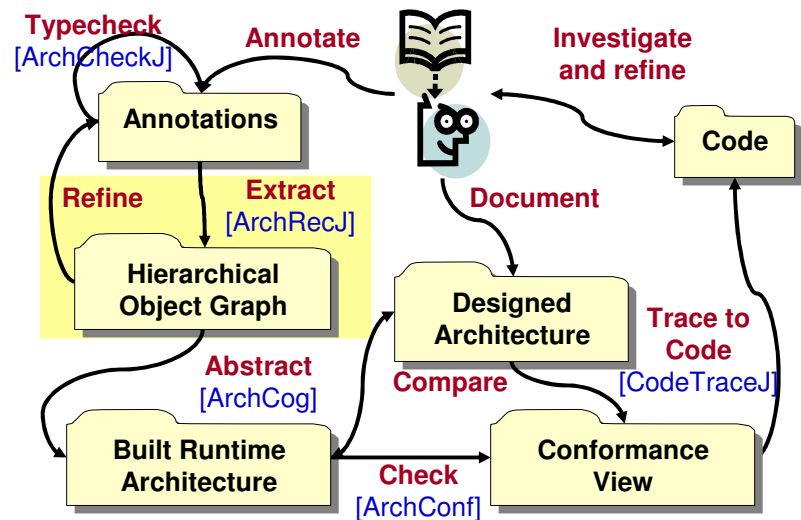 Typecheck
[ArchCheckJ]
Annotate
Investigate
and refine
Annotations
Code
Refine
Extract
[ArchRecJ]
Document
Hierarchical
Object Graph
Designed
Architecture
Trace to
Code
[CodeTraceJ]
Abstract
[ArchCog]
Compare
Built Runtime
Architecture
Check
[ArchConf]
Conformance
View